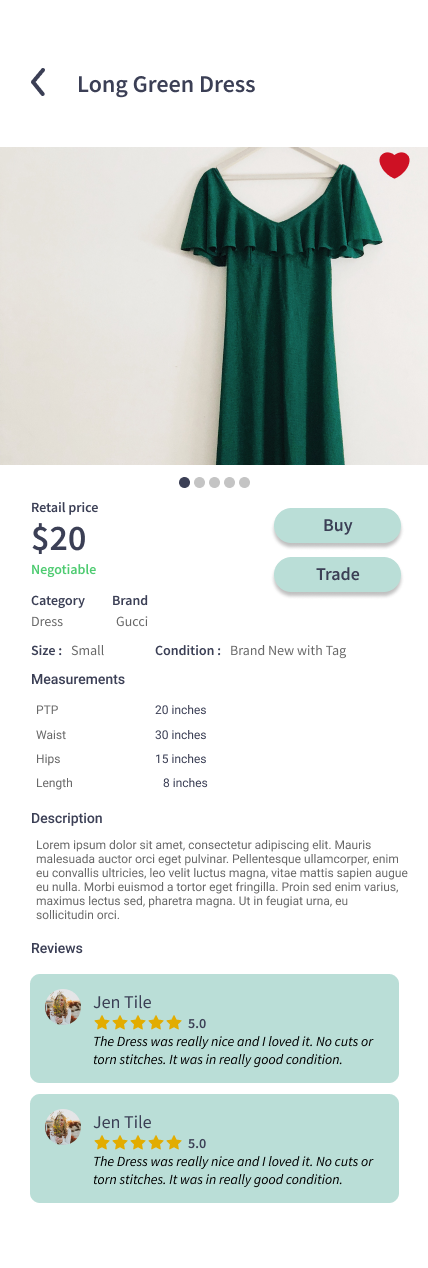 Long Green Dress
Retail price
$20
Negotiable
Buy
Trade
Category Brand
Dress Gucci
Size : Small Condition : Brand New with Tag
Measurements
PTP 20 inches
Waist 30 inches
Hips 15 inches
Length 8 inches
Description
Lorem ipsum dolor sit amet, consectetur adipiscing elit. Mauris
malesuada auctor orci eget pulvinar. Pellentesque ullamcorper, enim
eu convallis ultricies, leo velit luctus magna, vitae mattis sapien augue
eu nulla. Morbi euismod a tortor eget fringilla. Proin sed enim varius,
maximus lectus sed, pharetra magna. Ut in feugiat urna, eu
sollicitudin orci.
Reviews
Jen Tile
5.0
The Dress was really nice and I loved it. No cuts or
torn stitches. It was in really good condition.
Jen Tile
5.0
The Dress was really nice and I loved it. No cuts or
torn stitches. It was in really good condition.